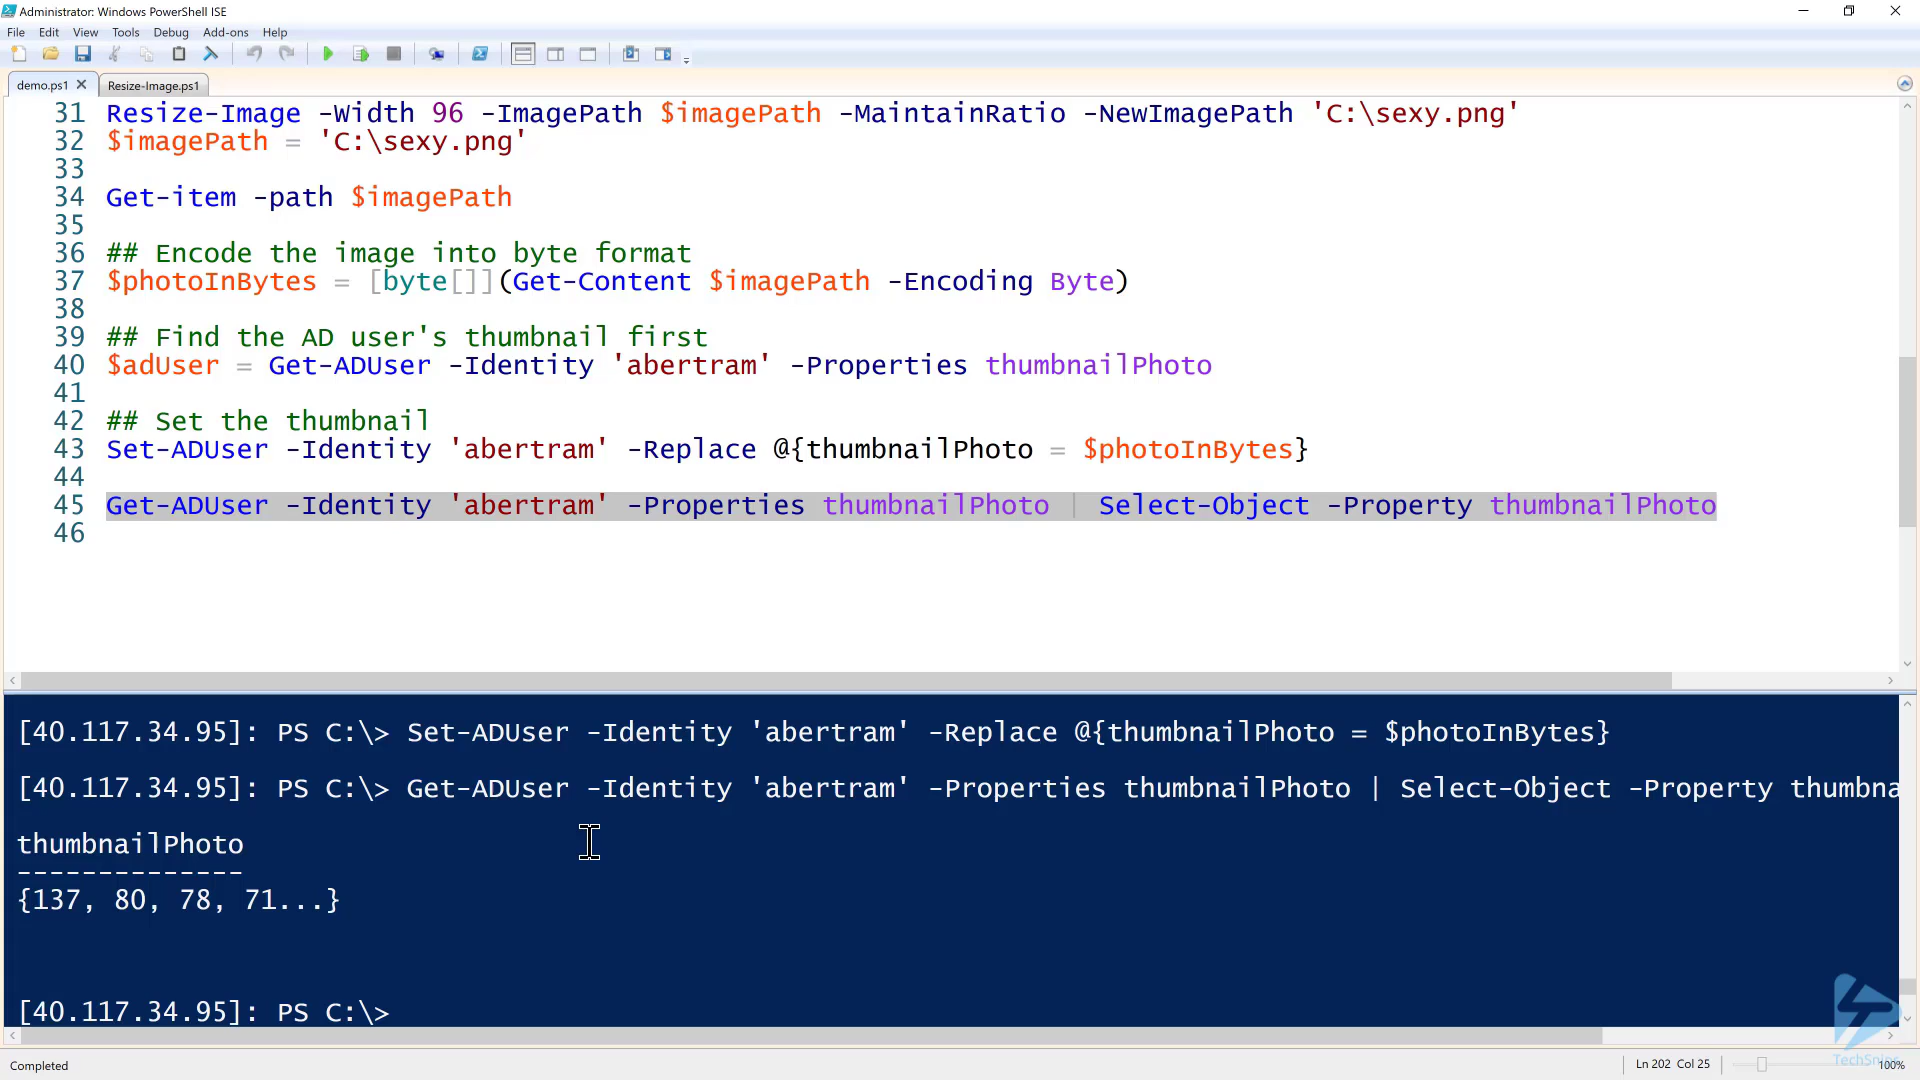 Administrator: Windows PowerShell ISE
File Edit View Tools Debug Add-ons Help
demo.ps1 Resize-Image.ps1
31 Resize-Image -Width 96 -ImagePath $imagePath -MaintainRatio -NewImagePath 'C:\sexy.png'
32 $imagePath = 'C:\sexy.png'
33
34 Get-item -path $imagePath
35
36 ## Encode the image into byte format
37 $photoInBytes = [byte[]](Get-Content $imagePath -Encoding Byte)
38
39 ## Find the AD user's thumbnail first
40 $adUser = Get-ADUser -Identity 'abertram' -Properties thumbnailPhoto
41
42 ## Set the thumbnail
43 Set-ADUser -Identity 'abertram' -Replace @{thumbnailPhoto = $photoInBytes}
44
45 Get-ADUser -Identity 'abertram' -Properties thumbnailPhoto | Select-Object -Property thumbnailPhoto
46
[40.117.34.95]: PS C:\> Set-ADUser -Identity 'abertram' -Replace @{thumbnailPhoto = $photoInBytes}
[40.117.34.95]: PS C:\> Get-ADUser -Identity 'abertram' -Properties thumbnailPhoto | Select-Object -Property thumbna
thumbnailPhoto
--------------
{137, 80, 78, 71...}
[40.117.34.95]: PS C:\>
Completed
Ln 202 Col 25
100%